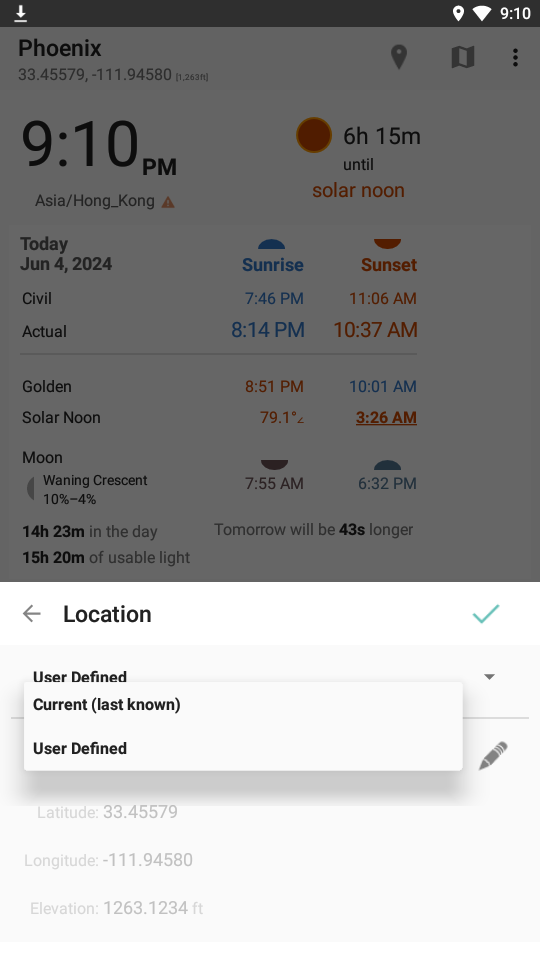 9:10
Phoenix
33.45579, -111.94580 [1,263ft]
9:10 PM
6h 15m
until
solar noon
Asia/Hong_Kong
Today
Jun 4, 2024
Sunrise
Sunset
Civil
7:46 PM
11:06 AM
Actual
8:14 PM
10:37 AM
Golden
8:51 PM
10:01 AM
Solar Noon
79.1°∠
3:26 AM
Moon
Waning Crescent
10%–4%
7:55 AM
6:32 PM
14h 23m in the day
Tomorrow will be 43s longer
15h 20m of usable light
Location
User Defined
Current (last known)
User Defined
Latitude: 33.45579
Longitude: -111.94580
Elevation: 1263.1234 ft